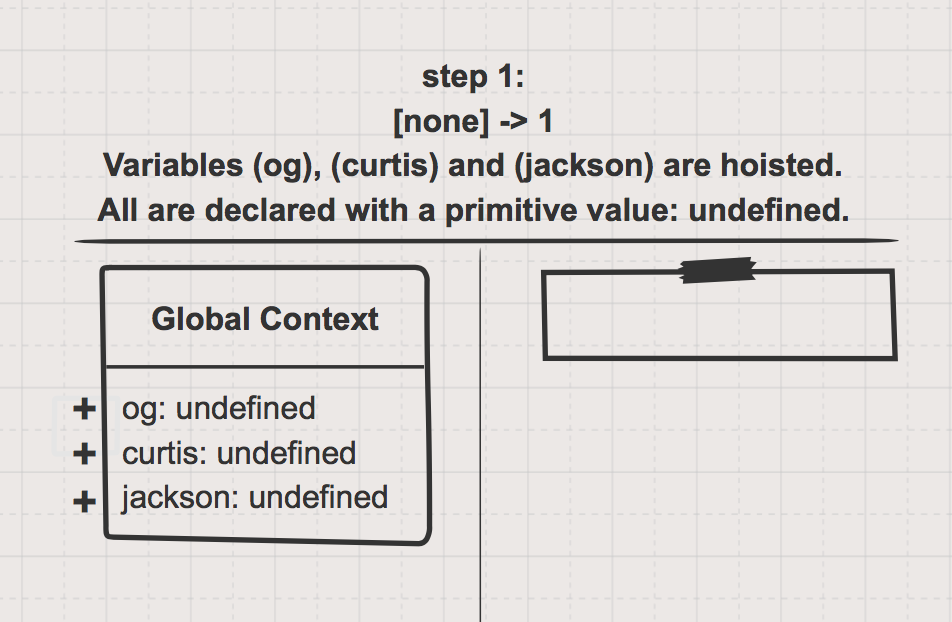 step 1:
[none] -> 1
Variables (og), (curtis) and (jackson) are hoisted.
All are declared with a primitive value: undefined.
Global Context
+ og: undefined
+ curtis: undefined
+ jackson: undefined